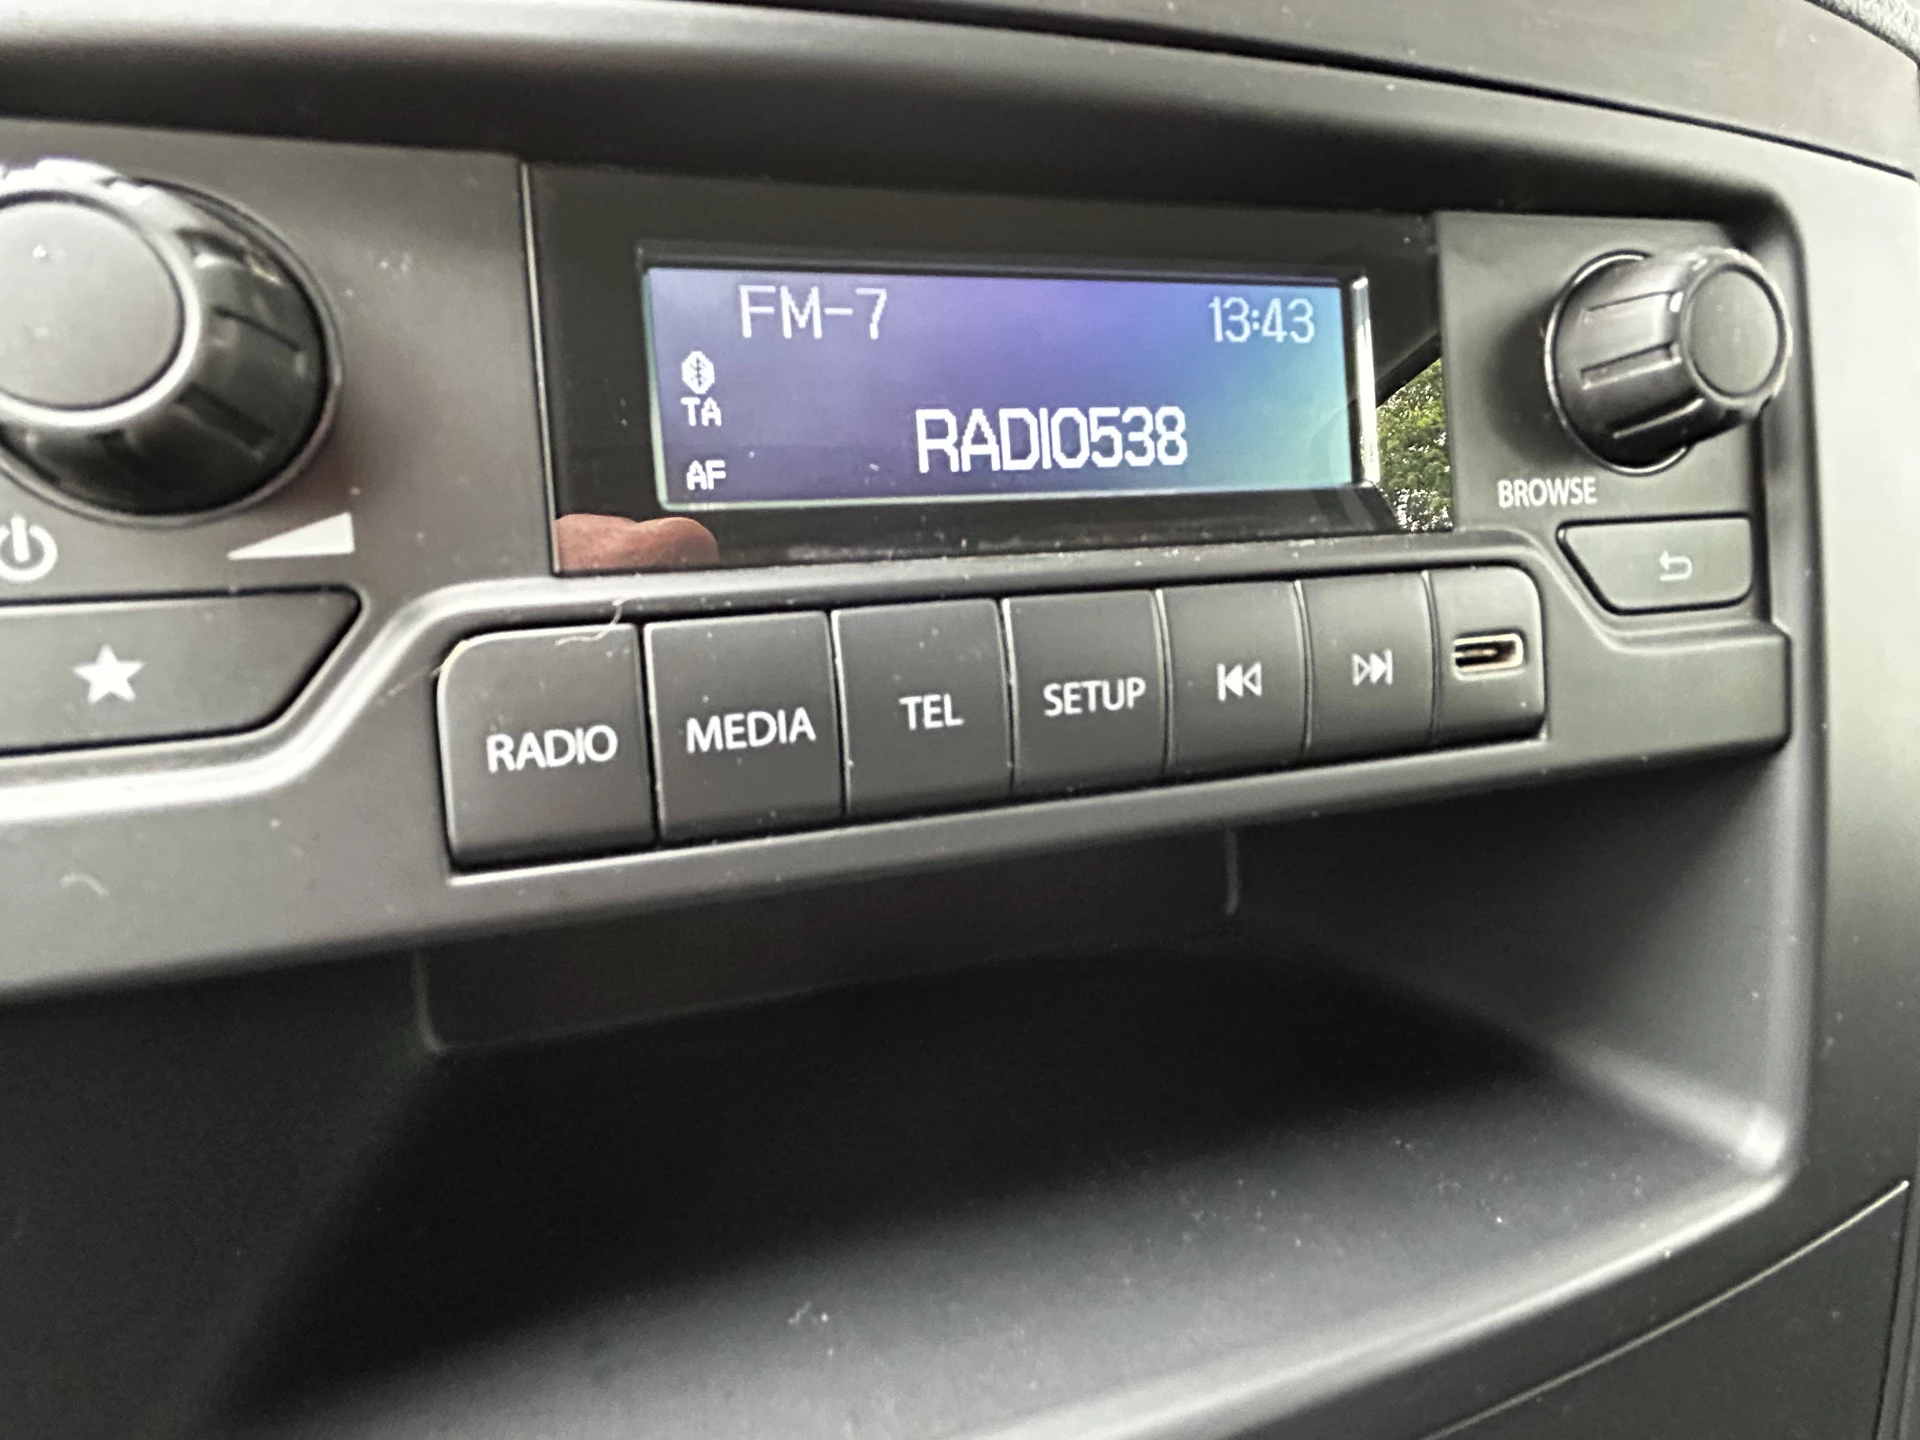 FM-7 13:43
TA
RADIO538
AF
BROWSE
RADIO MEDIA TEL SETUP